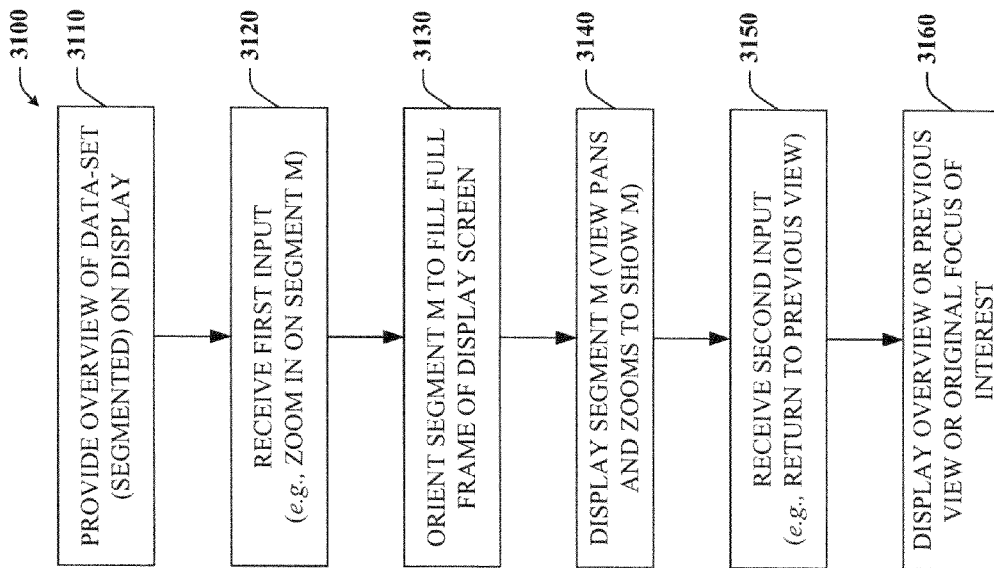 3100
3110
PROVIDE OVERVIEW OF DATA-SET
(SEGMENTED) ON DISPLAY
3120
RECEIVE FIRST INPUT
(e.g., ZOOM IN ON SEGMENT M)
3130
ORIENT SEGMENT M TO FILL FULL
FRAME OF DISPLAY SCREEN
3140
DISPLAY SEGMENT M (VIEW PANS
AND ZOOMS TO SHOW M)
3150
RECEIVE SECOND INPUT
(e.g., RETURN TO PREVIOUS VIEW)
3160
DISPLAY OVERVIEW OR PREVIOUS
VIEW OR ORIGINAL FOCUS OF
INTEREST